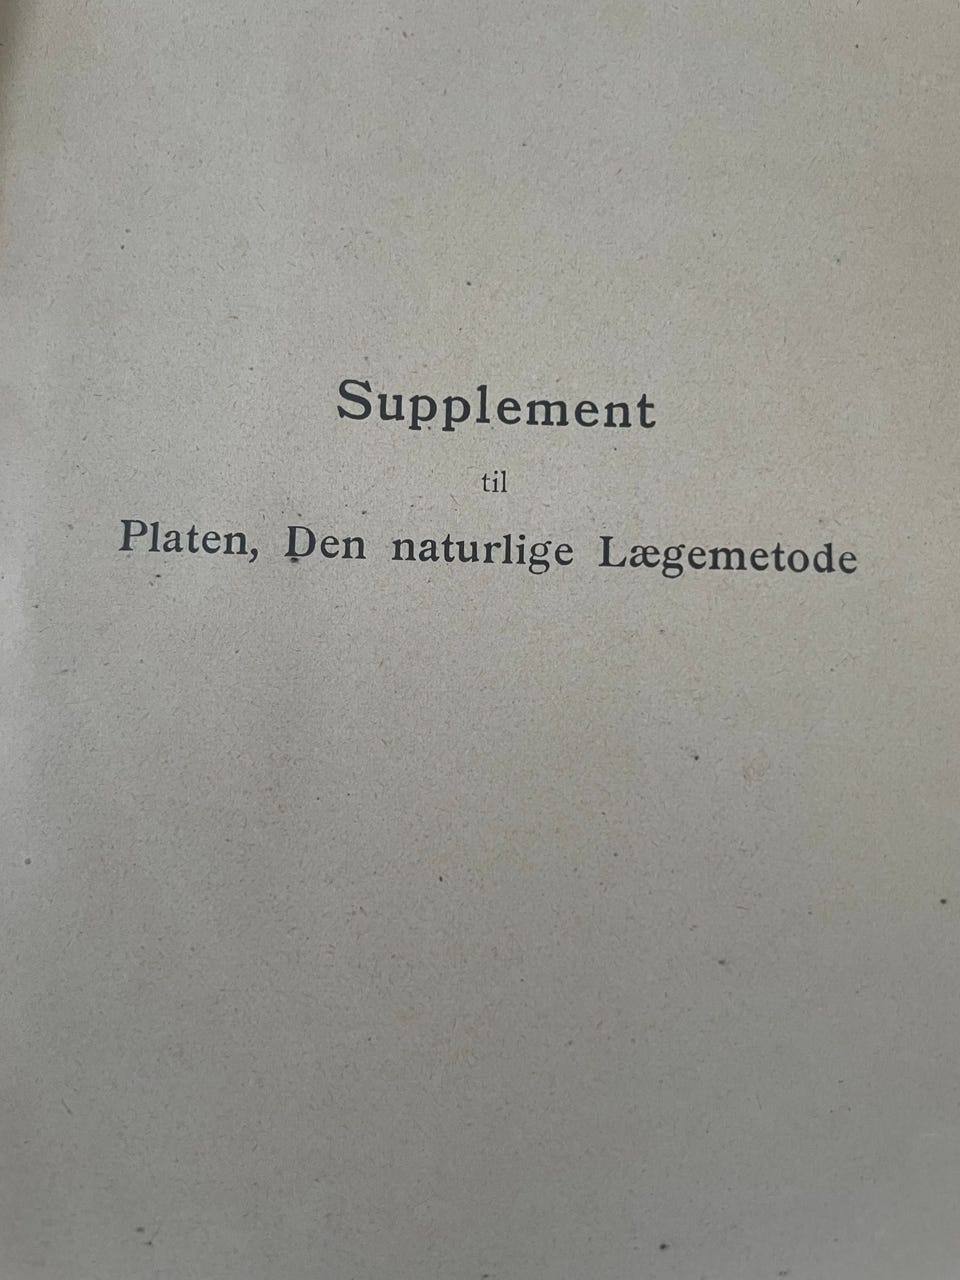 Supplement
til
Platen, Den naturlige Lægemetode